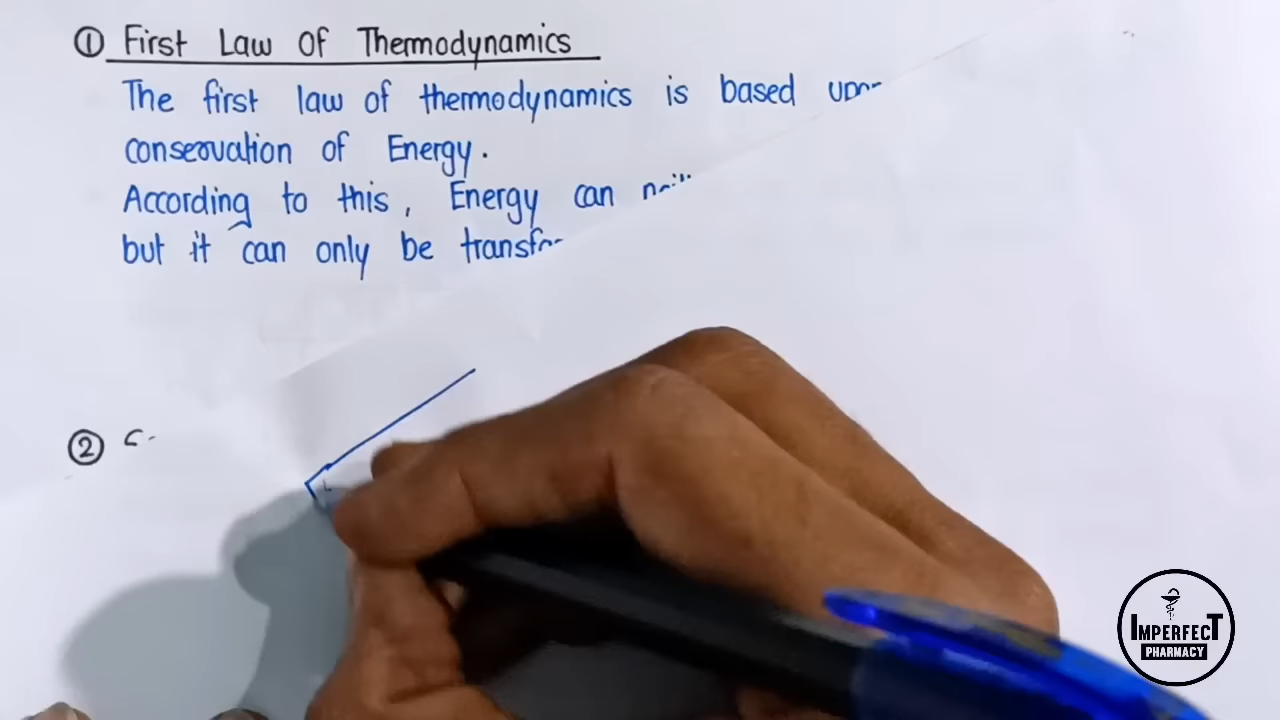 ① First Law Of Thermodynamics
The first law of thermodynamics is based
conservation of Energy.
According to this, Energy can
but it can only be
②
IMPERFECT
PHARMACY